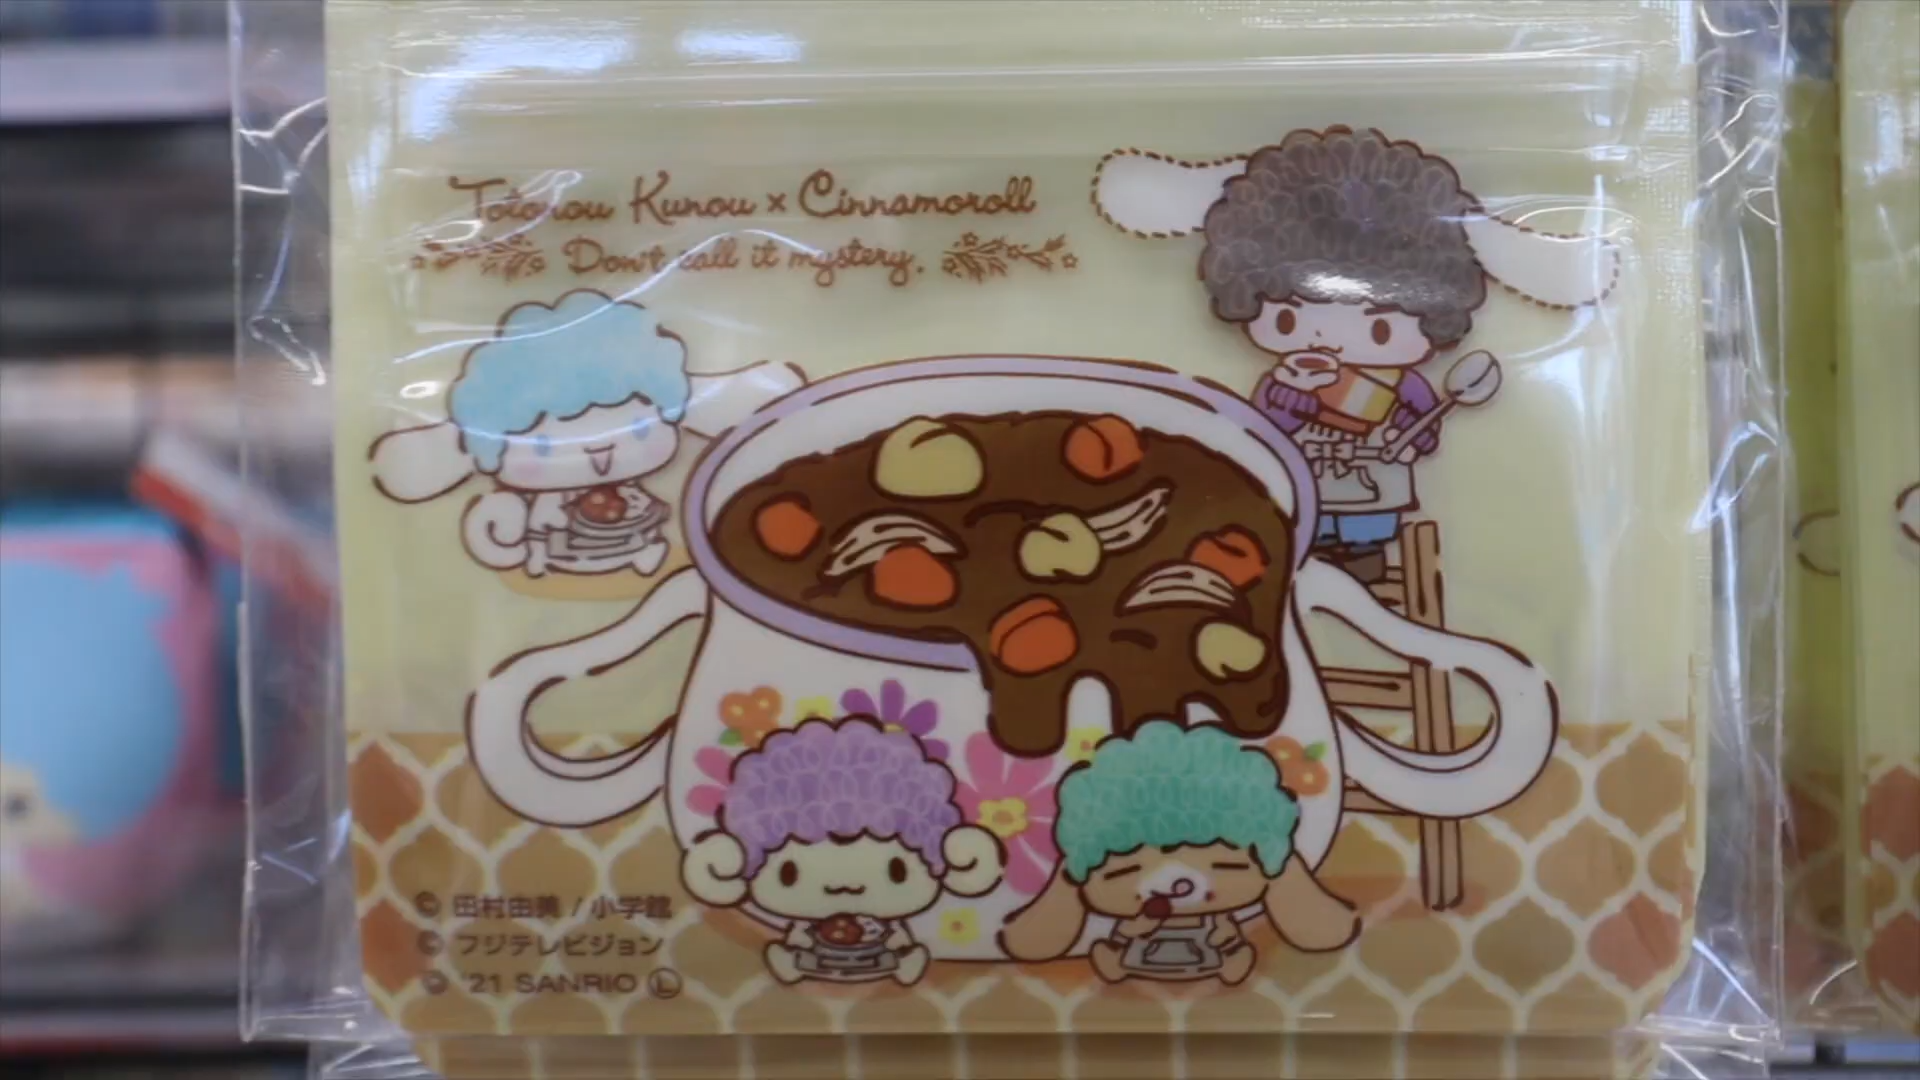 Totonou Kunou × Cinnamoroll
Don't call it mystery.
© 田村由美 / 小学館
© フジテレビジョン
© '21 SANRIO Ⓛ